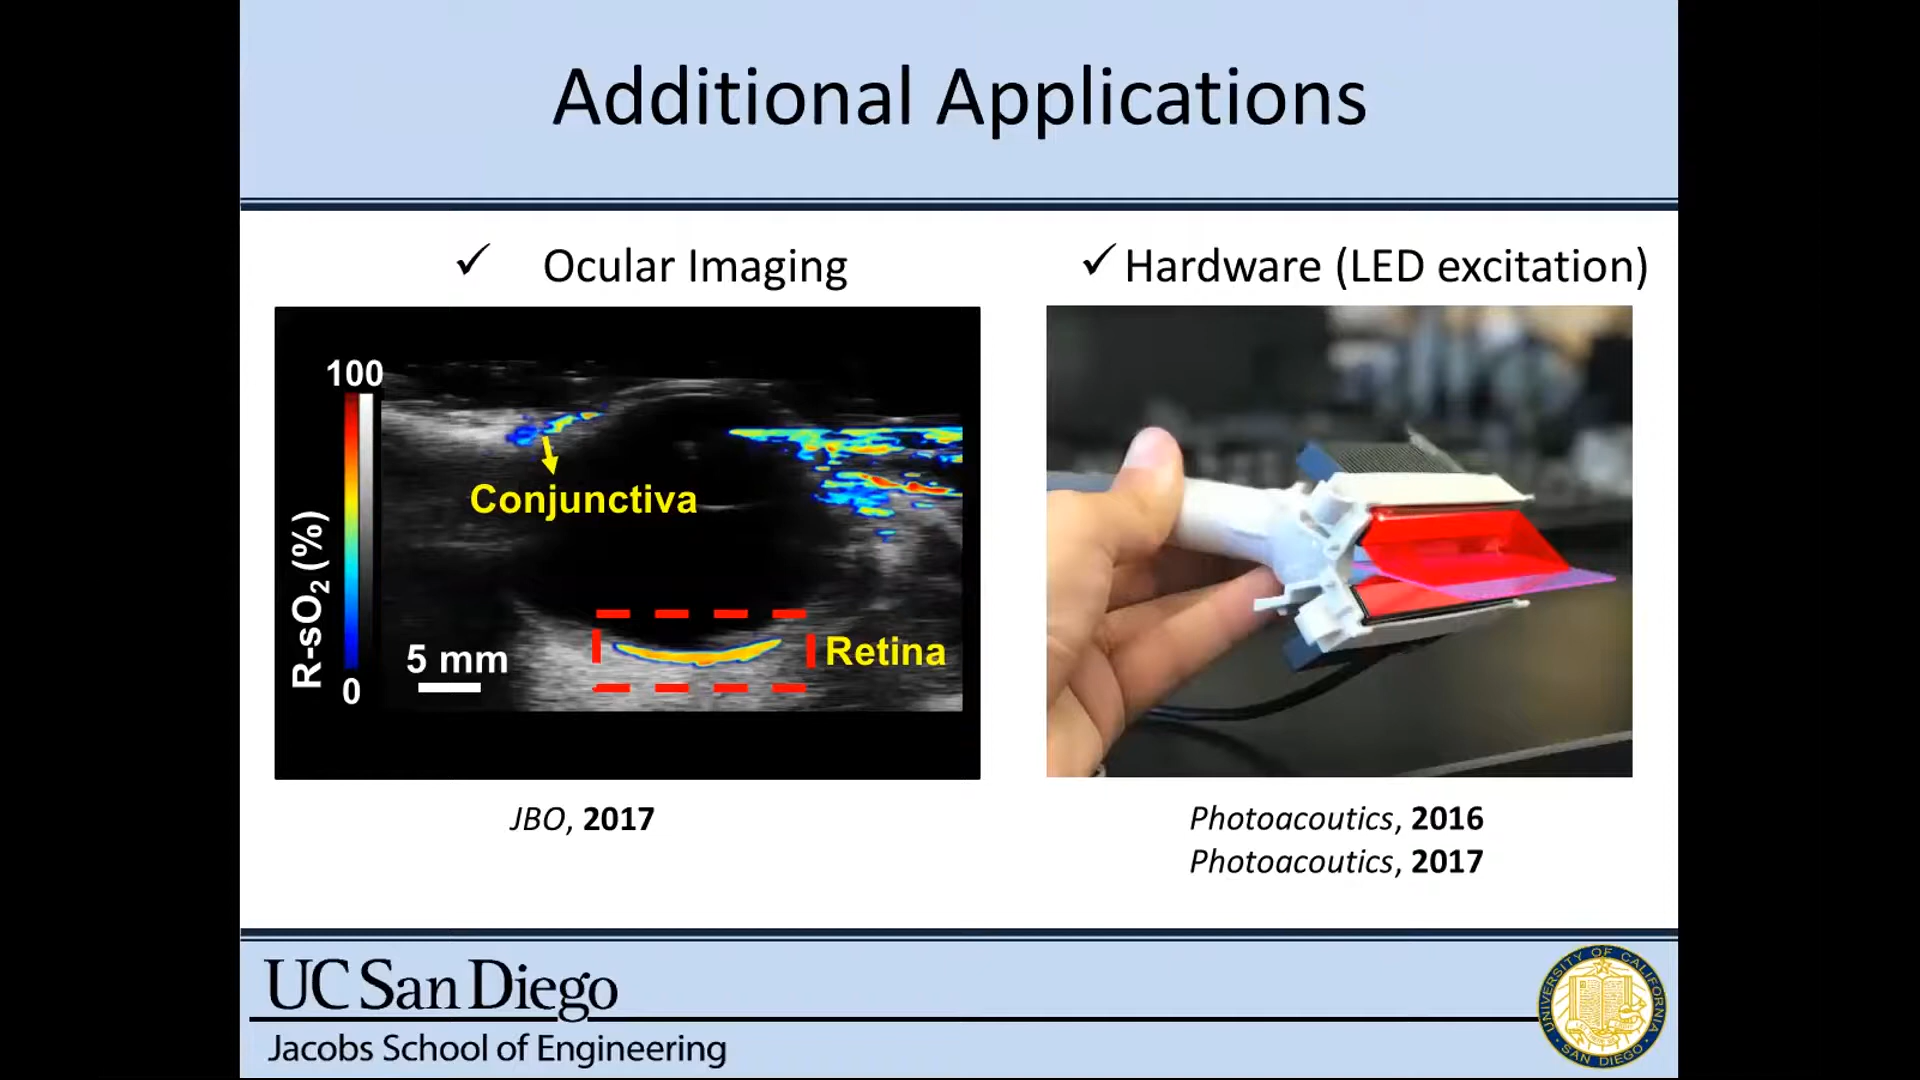 Additional Applications
✓ Ocular Imaging
100
R-sO2 (%)
0
5 mm
Conjunctiva
Retina
JBO, 2017
✓ Hardware (LED excitation)
Photoacoutics, 2016
Photoacoutics, 2017
UC San Diego
Jacobs School of Engineering
UNIVERSITY OF CALIFORNIA
SAN DIEGO